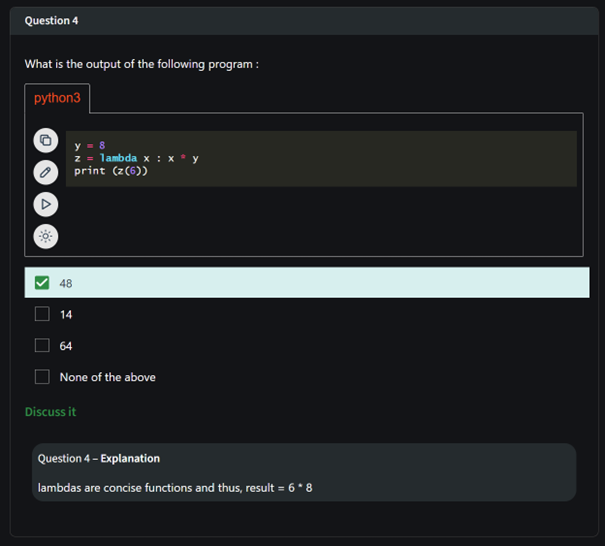 Question 4
What is the output of the following program :
python3
y = 8
z = lambda x : x * y
print (z(6))
48
14
64
None of the above
Discuss it
Question 4 – Explanation
lambdas are concise functions and thus, result = 6 * 8